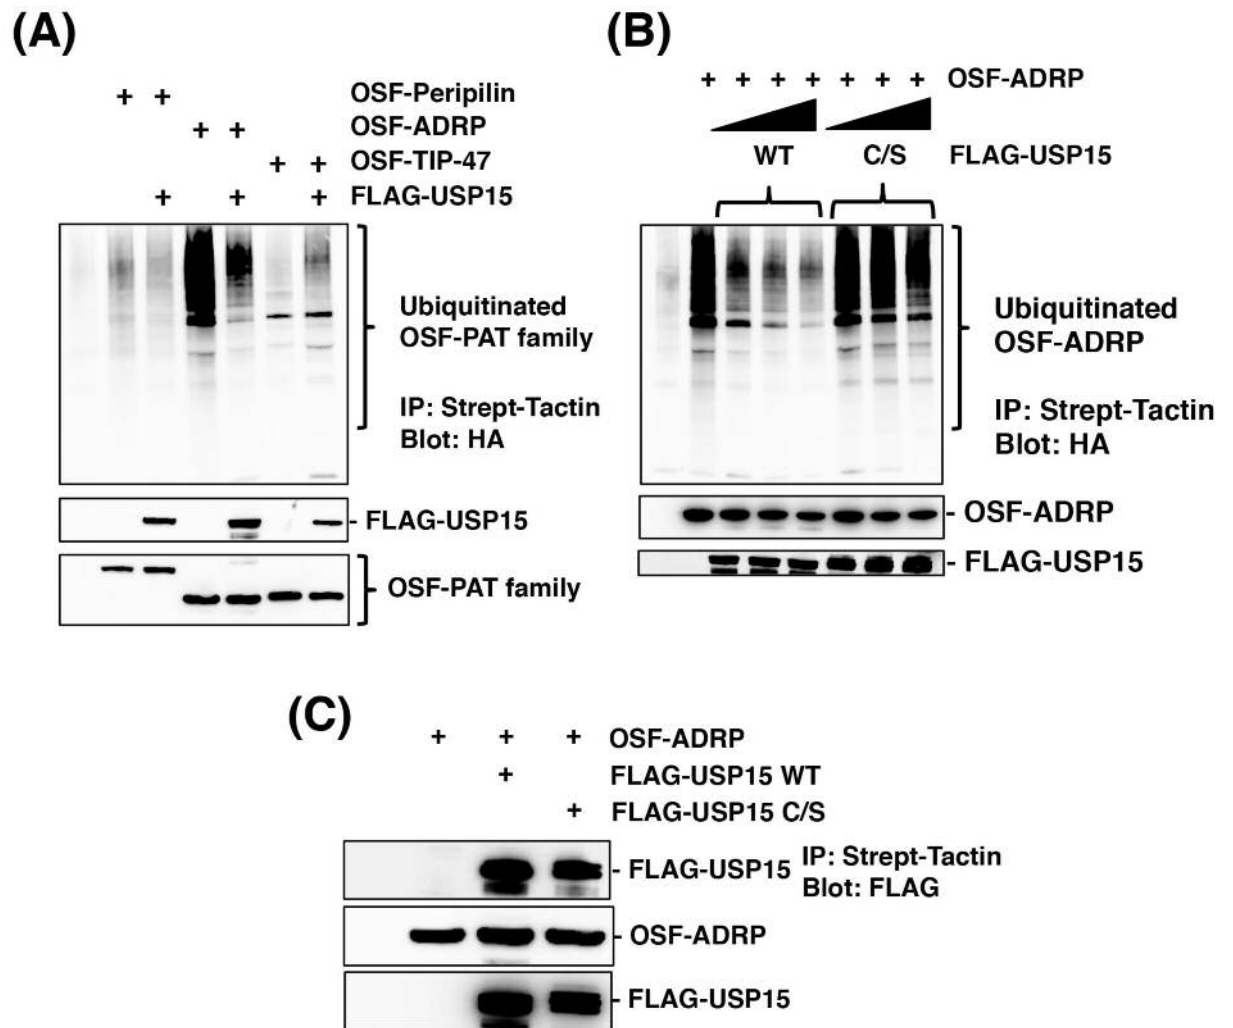 (A)
+ + OSF-Peripilin
+ + OSF-ADRP
+ + OSF-TIP-47
+ + + FLAG-USP15
Ubiquitinated
OSF-PAT family
IP: Strept-Tactin
Blot: HA
- FLAG-USP15
OSF-PAT family
(B)
+ + + + + + + OSF-ADRP
WT C/S FLAG-USP15
Ubiquitinated
OSF-ADRP
IP: Strept-Tactin
Blot: HA
- OSF-ADRP
- FLAG-USP15
(C)
+ + + OSF-ADRP
+ FLAG-USP15 WT
+ FLAG-USP15 C/S
- FLAG-USP15
IP: Strept-Tactin
Blot: FLAG
- OSF-ADRP
- FLAG-USP15